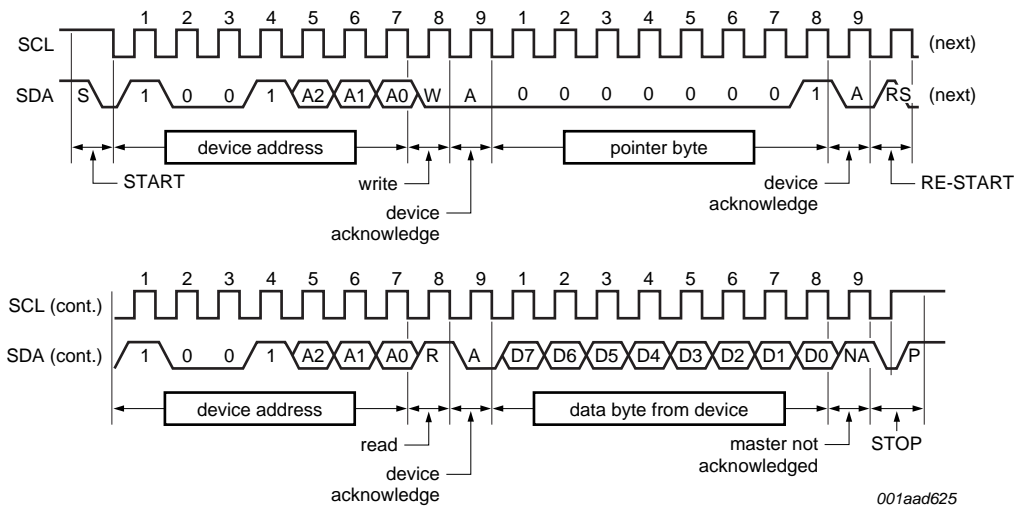 1 2 3 4 5 6 7 8 9 1 2 3 4 5 6 7 8 9
SCL (next)
SDA S 1 0 0 1 A2 A1 A0 W A 0 0 0 0 0 0 0 1 A RS (next)
device address pointer byte
START write device RE-START
device acknowledge
acknowledge
1 2 3 4 5 6 7 8 9 1 2 3 4 5 6 7 8 9
SCL (cont.)
SDA (cont.) 1 0 0 1 A2 A1 A0 R A D7 D6 D5 D4 D3 D2 D1 D0 NA P
device address data byte from device
read master not STOP
device acknowledged
acknowledge
001aad625